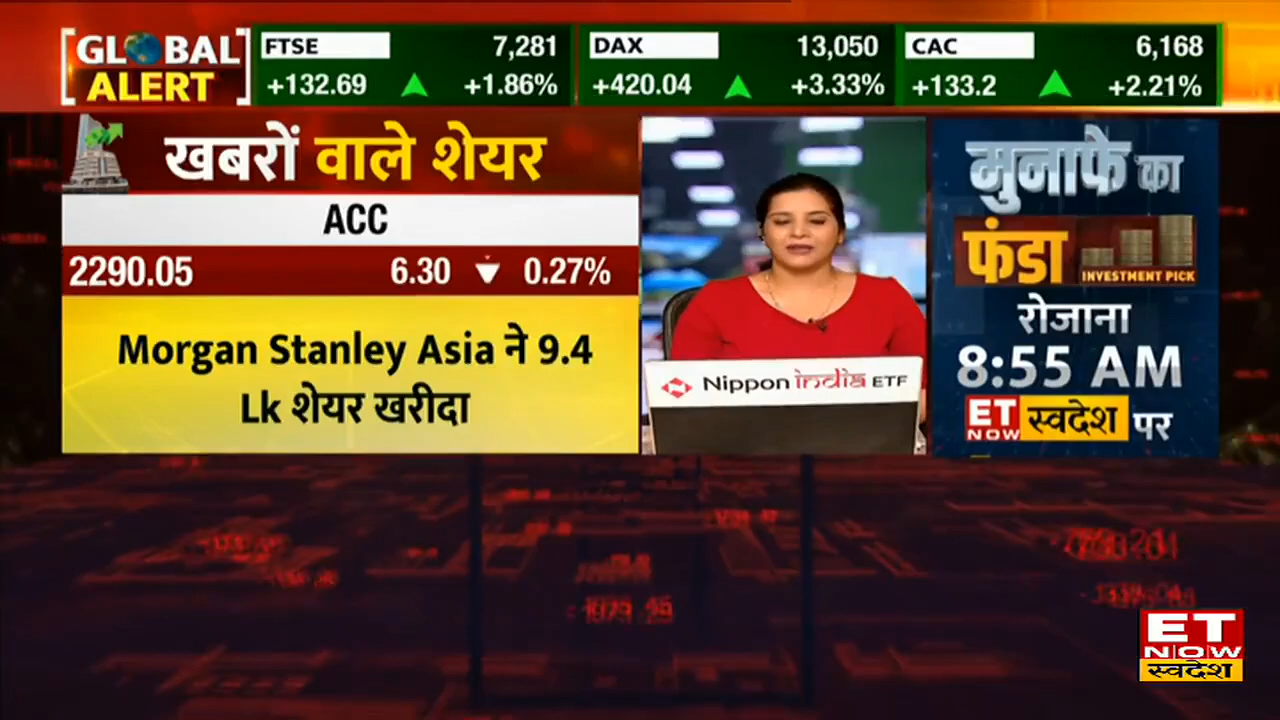 GLOBAL
ALERT
FTSE 7,281
+132.69 +1.86%
DAX 13,050
+420.04 +3.33%
CAC 6,168
+133.2 +2.21%
खबरों वाले शेयर
ACC
2290.05 6.30 0.27%
Morgan Stanley Asia ने 9.4
Lk शेयर खरीदा
Nippon india ETF
मुनाफे का
फंडा
INVESTMENT PICK
रोजाना
8:55 AM
ET NOW स्वदेश पर
ET
NOW
स्वदेश